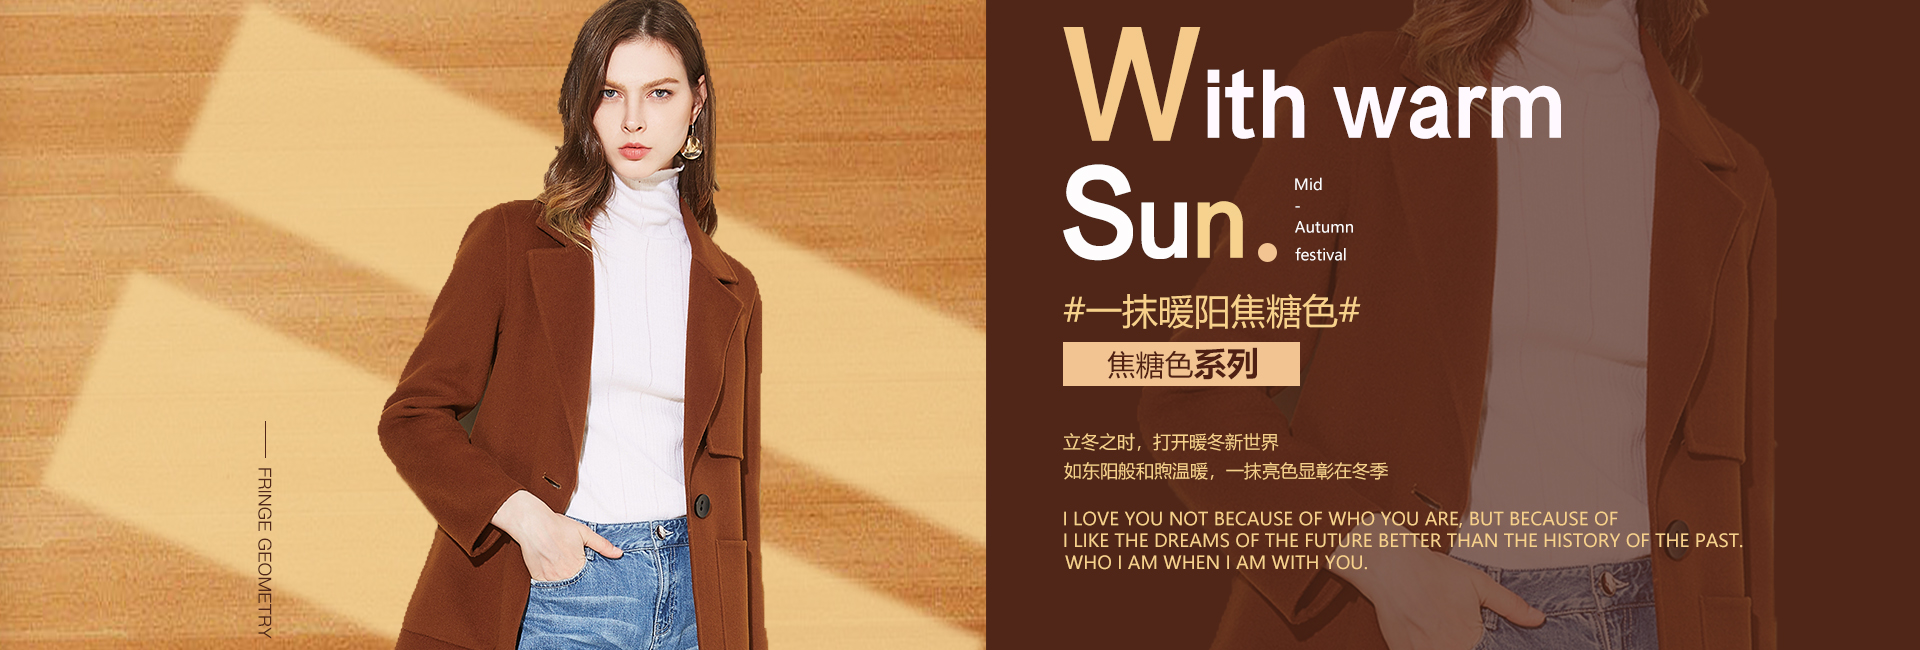 FRINGE GEOMETRY
With warm
Sun.
Mid
-
Autumn
festival
#一抹暖阳焦糖色#
焦糖色系列
立冬之时，打开暖冬新世界
如东阳般和煦温暖，一抹亮色显彰在冬季
I LOVE YOU NOT BECAUSE OF WHO YOU ARE, BUT BECAUSE OF
I LIKE THE DREAMS OF THE FUTURE BETTER THAN THE HISTORY OF THE PAST.
WHO I AM WHEN I AM WITH YOU.